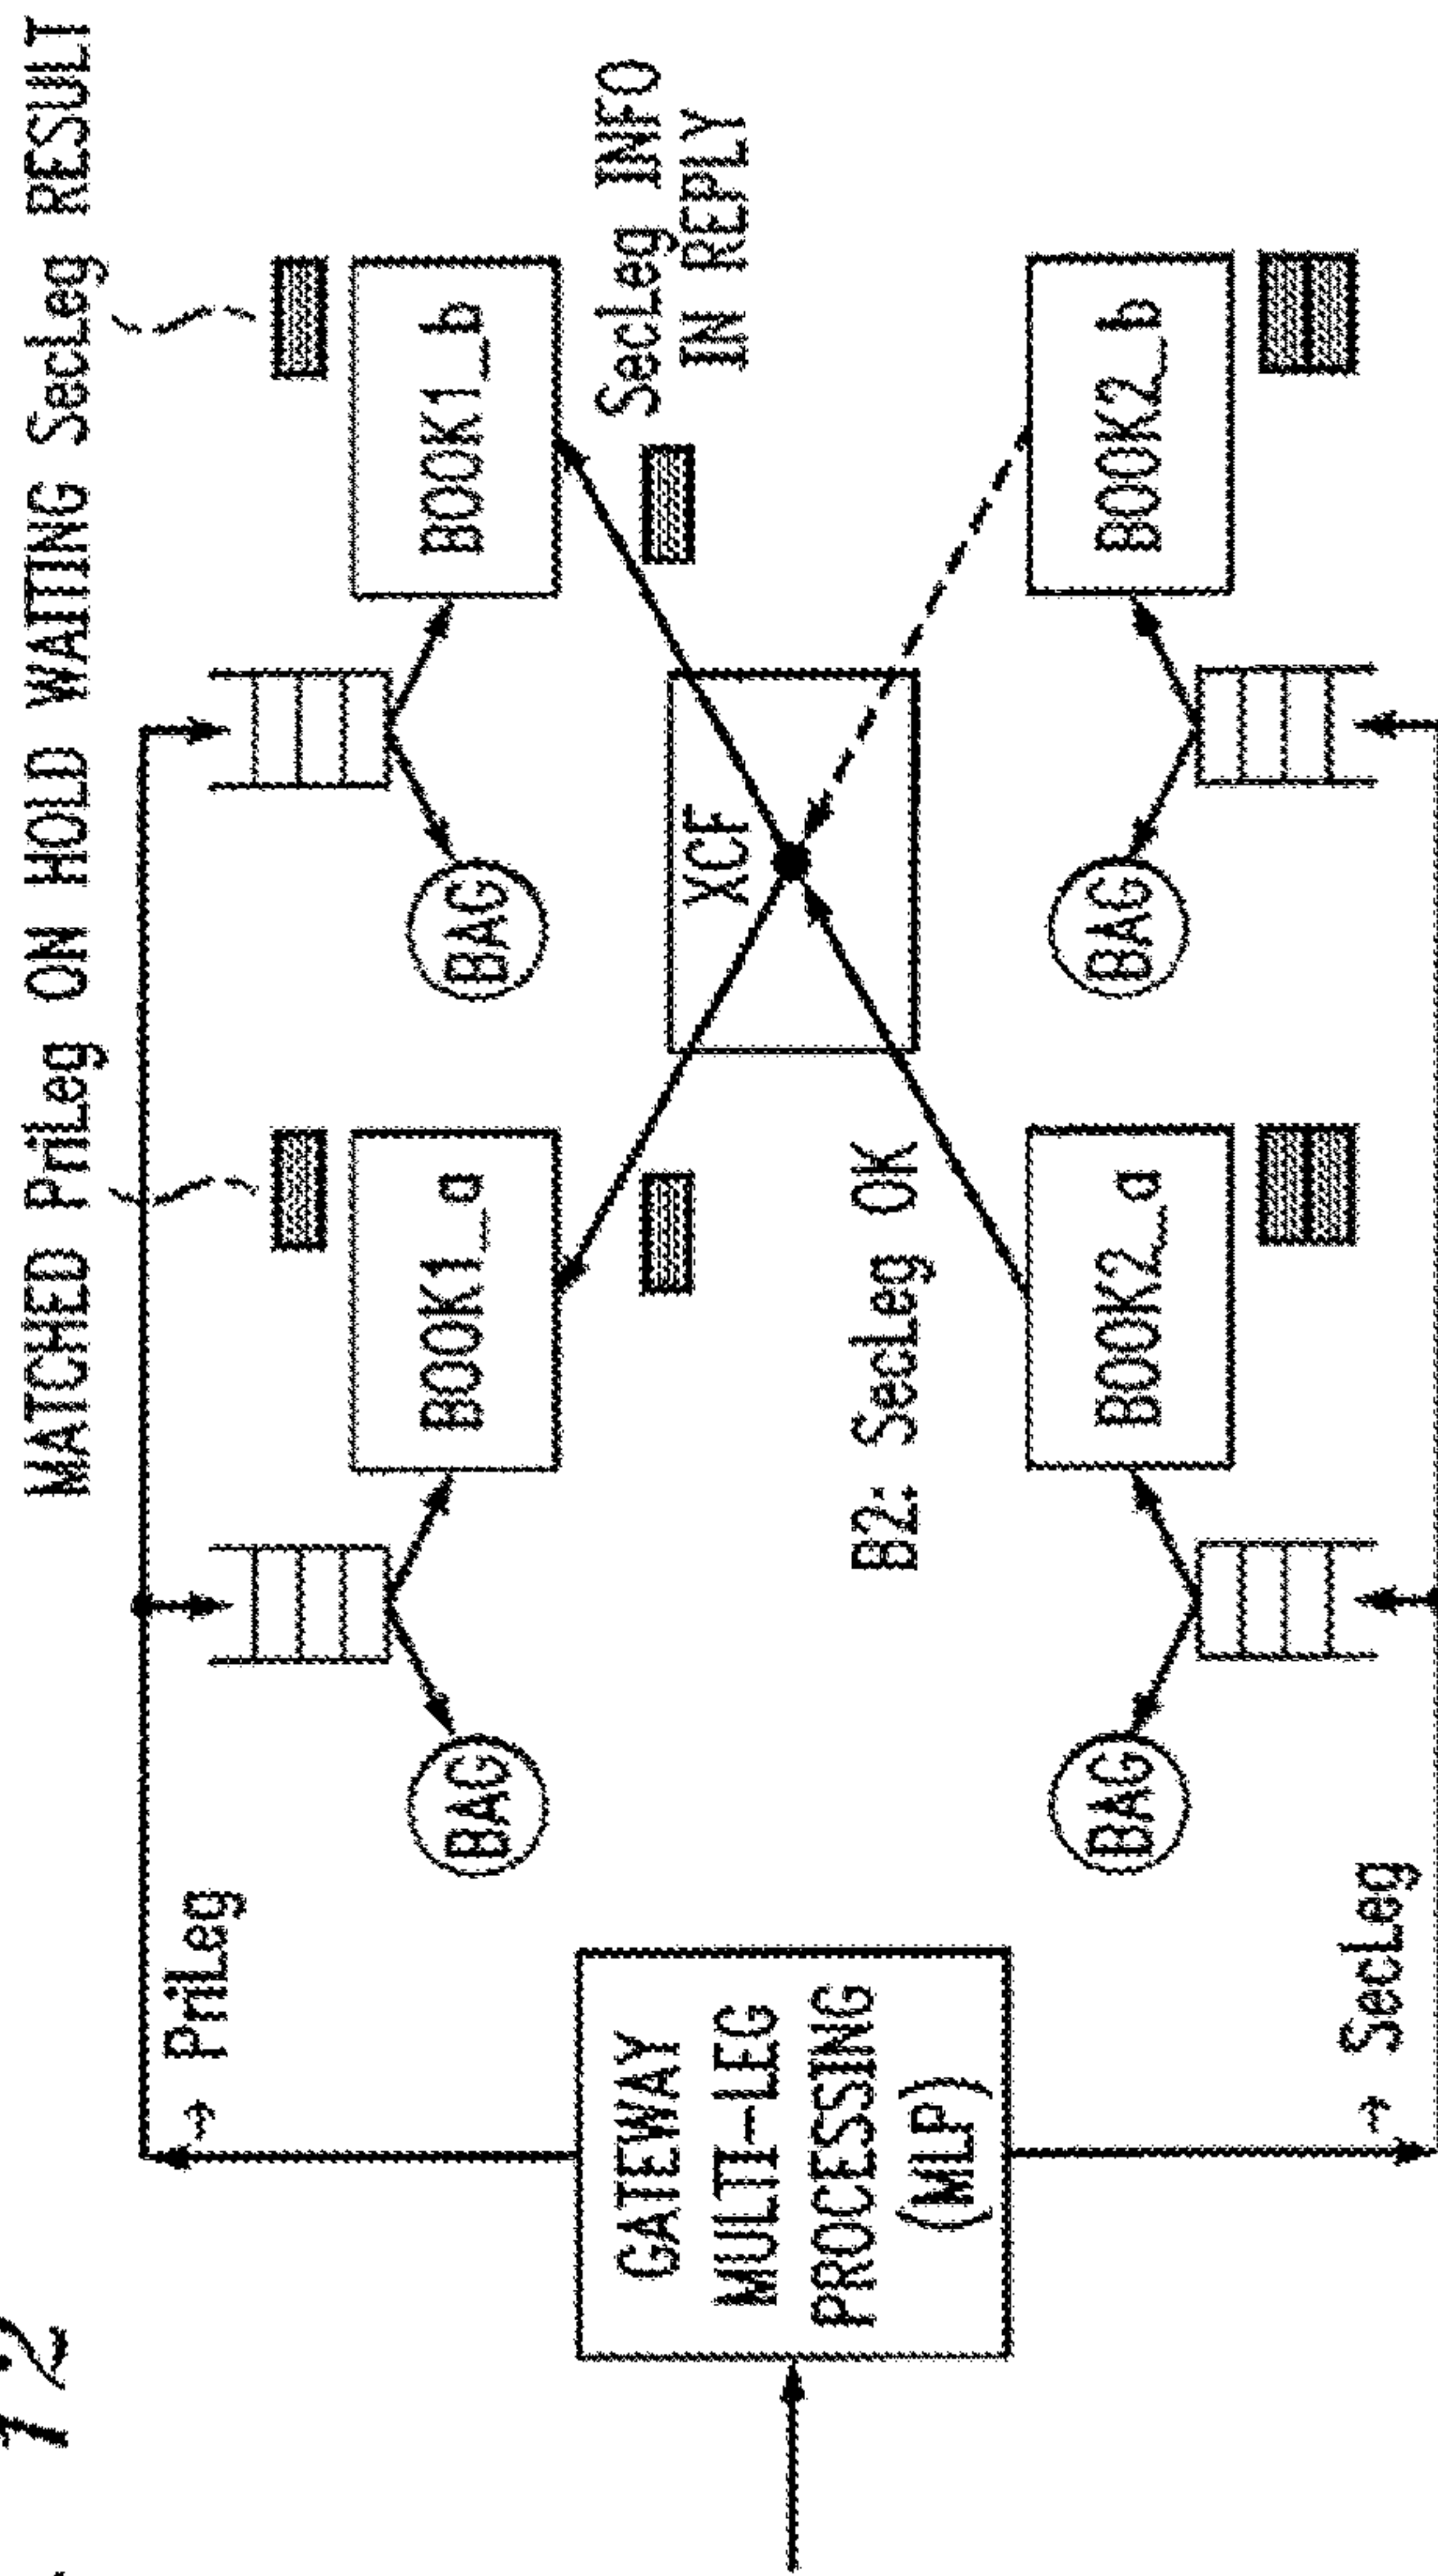 12
MATCHED PriLeg ON HOLD WAITING SecLeg RESULT
→ PriLeg
BOOK1_a
BOOK1_b
BAG
BAG
SecLeg INFO
IN REPLY
GATEWAY
MULTI-LEG
PROCESSING
(MLP)
XCF
B2: SecLeg OK
BAG
BAG
BOOK2_a
BOOK2_b
→ SecLeg